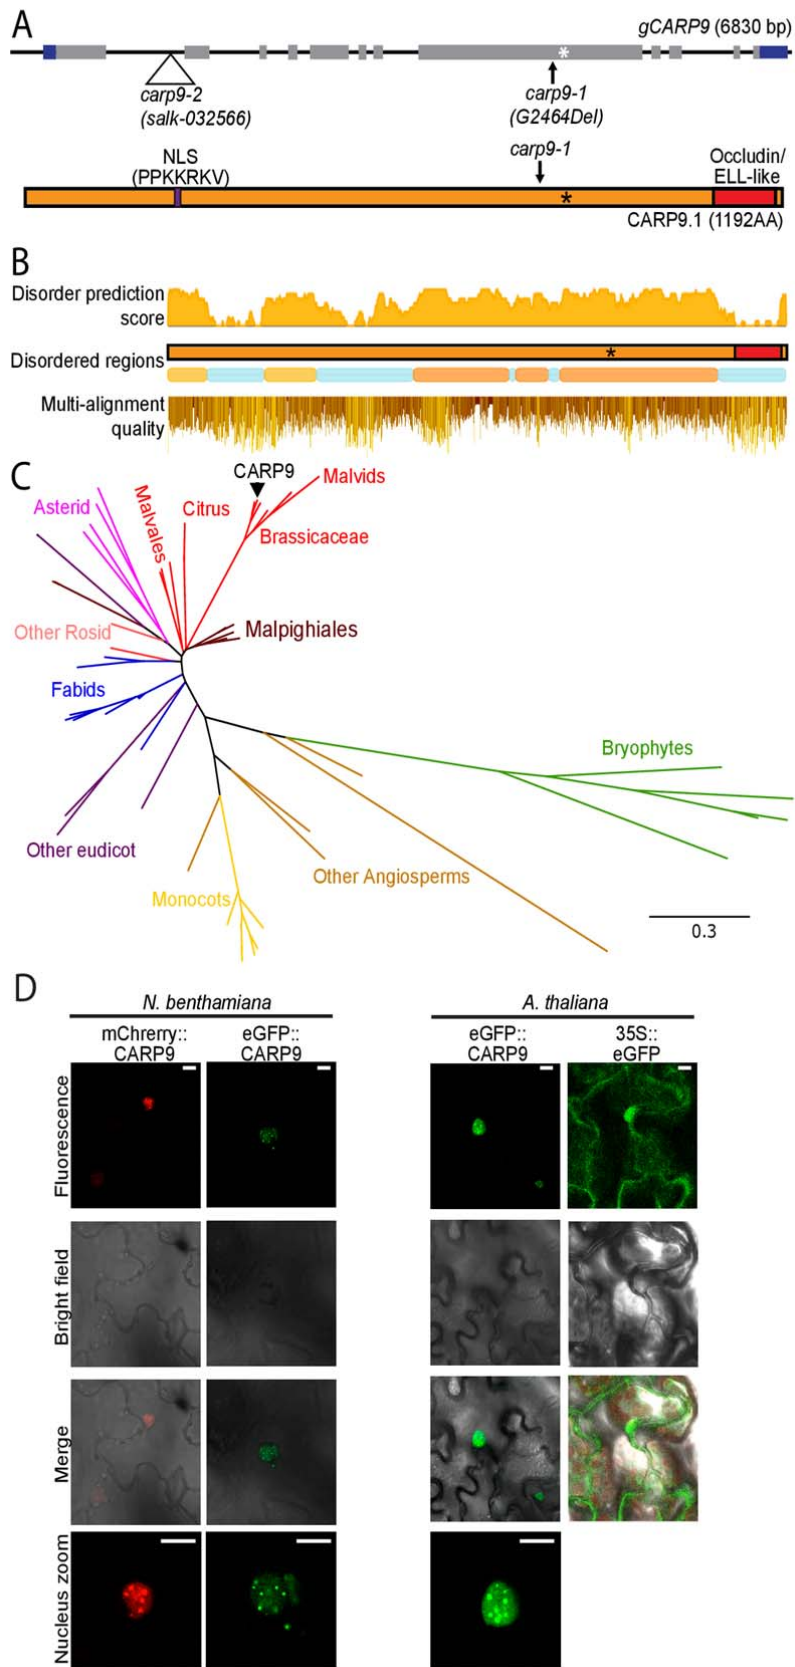 A
gCARP9 (6830 bp)
*
carp9-2
(salk-032566)
carp9-1
(G2464Del)
NLS
(PPKKRKV)
carp9-1
Occludin/
ELL-like
*
CARP9.1 (1192AA)
B
Disorder prediction
score
Disordered regions
*
Multi-alignment
quality
C
CARP9
Malvids
Asterid
Malvales
Citrus
Brassicaceae
Other Rosid
Malpighiales
Fabids
Bryophytes
Other eudicot
Other Angiosperms
Monocots
0.3
D
N. benthamiana
A. thaliana
mChrerry::
CARP9
eGFP::
CARP9
eGFP::
CARP9
35S::
eGFP
Fluorescence
Bright field
Merge
Nucleus zoom